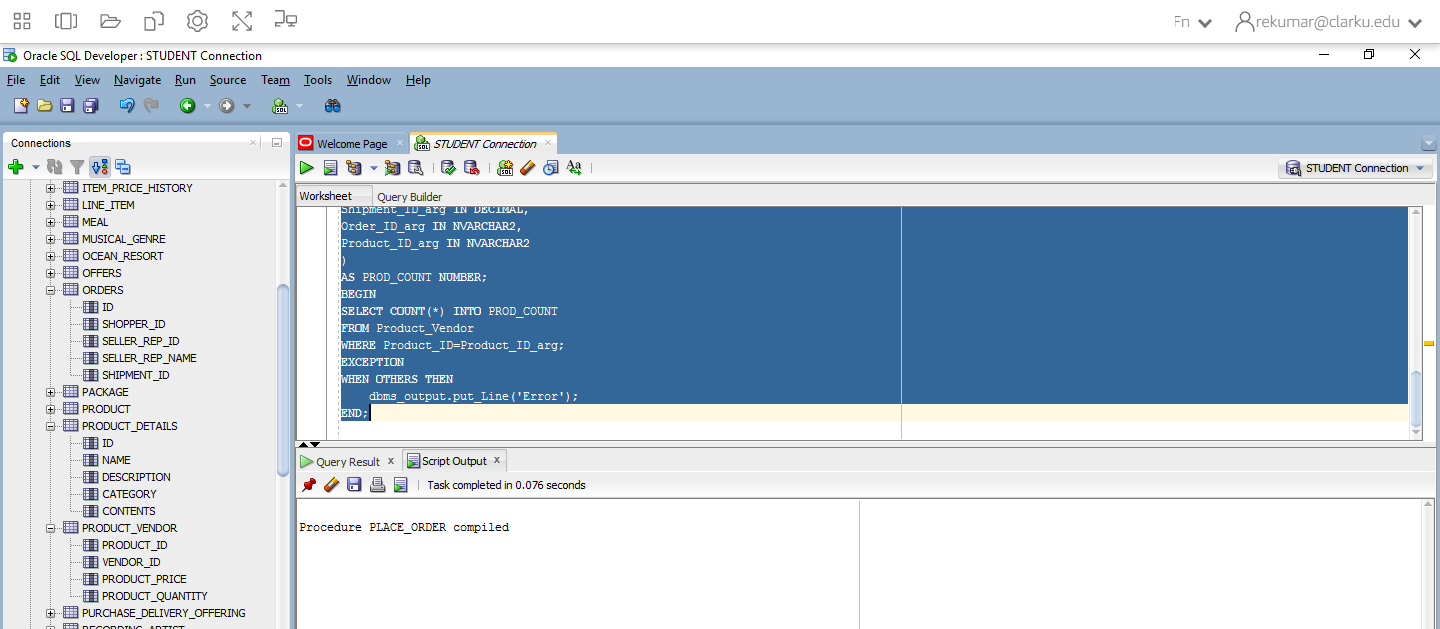 Fn
rekumar@clarku.edu
Oracle SQL Developer : STUDENT Connection
File Edit View Navigate Run Source Team Tools Window Help
Connections
ITEM_PRICE_HISTORY
LINE_ITEM
MEAL
MUSICAL_GENRE
OCEAN_RESORT
OFFERS
ORDERS
ID
SHOPPER_ID
SELLER_REP_ID
SELLER_REP_NAME
SHIPMENT_ID
PACKAGE
PRODUCT
PRODUCT_DETAILS
ID
NAME
DESCRIPTION
CATEGORY
CONTENTS
PRODUCT_VENDOR
PRODUCT_ID
VENDOR_ID
PRODUCT_PRICE
PRODUCT_QUANTITY
PURCHASE_DELIVERY_OFFERING
RECORDING_ARTIST
Welcome Page
STUDENT Connection
STUDENT Connection
Worksheet Query Builder
Shipment_ID_arg IN DECIMAL,
Order_ID_arg IN NVARCHAR2,
Product_ID_arg IN NVARCHAR2
)
AS PROD_COUNT NUMBER;
BEGIN
SELECT COUNT(*) INTO PROD_COUNT
FROM Product_Vendor
WHERE Product_ID=Product_ID_arg;
EXCEPTION
WHEN OTHERS THEN
dbms_output.put_Line('Error');
END;
Query Result x Script Output x
Task completed in 0.076 seconds
Procedure PLACE_ORDER compiled